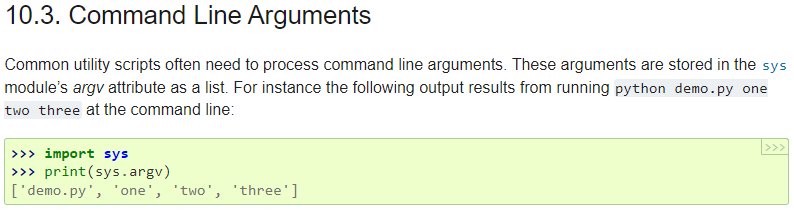 10.3. Command Line Arguments
Common utility scripts often need to process command line arguments. These arguments are stored in the sys
module’s argv attribute as a list. For instance the following output results from running python demo.py one
two three at the command line:
>>>
>>> import sys
>>> print(sys.argv)
['demo.py', 'one', 'two', 'three']